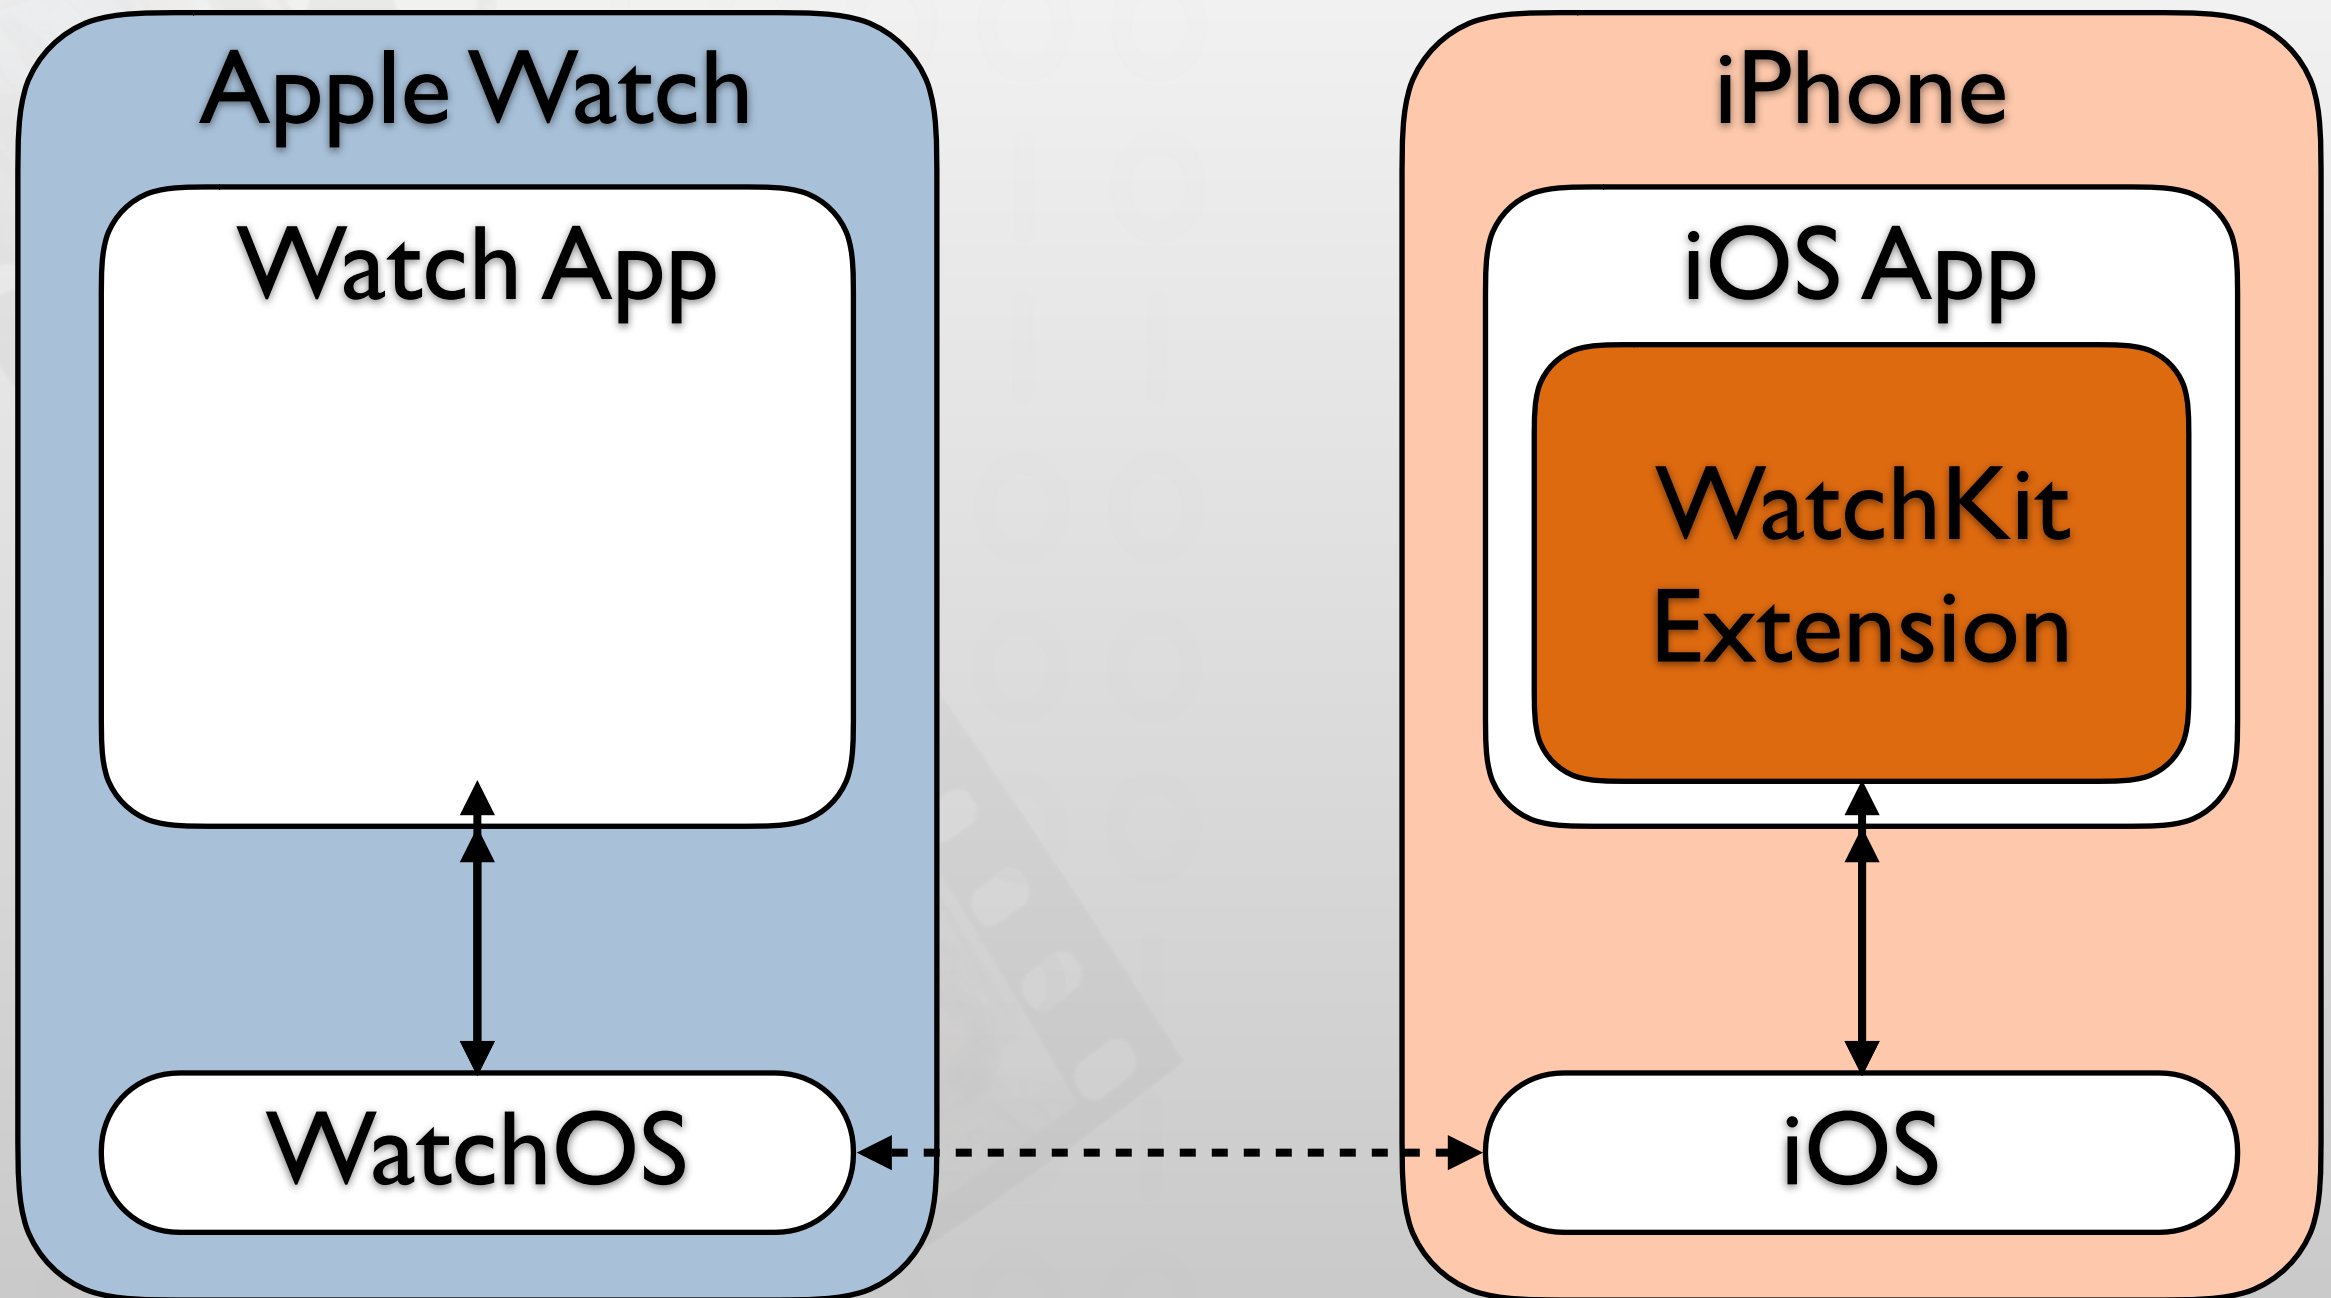 Apple Watch
Watch App
WatchOS
iPhone
iOS App
WatchKit
Extension
iOS